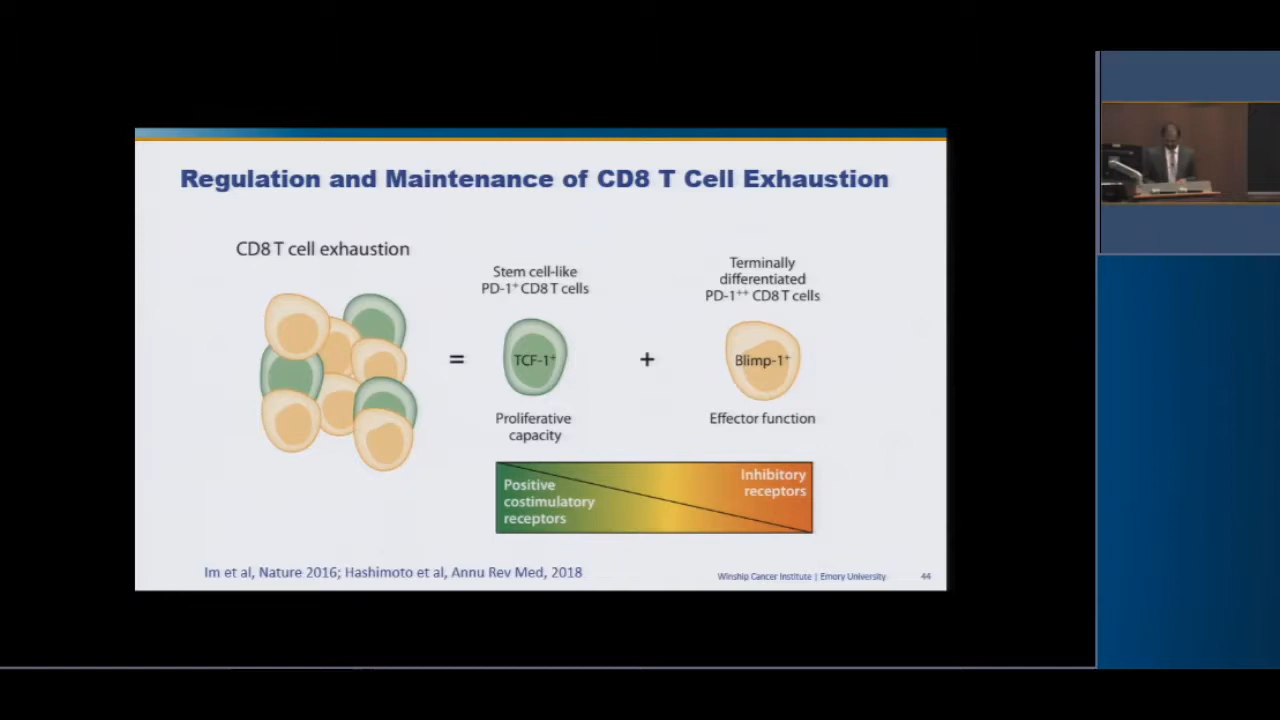 Regulation and Maintenance of CD8 T Cell Exhaustion
CD8 T cell exhaustion
Stem cell-like
PD-1⁺ CD8 T cells
Terminally
differentiated
PD-1⁺⁺ CD8 T cells
=
TCF-1⁺
+
Blimp-1⁺
Proliferative
capacity
Effector function
Positive
costimulatory
receptors
Inhibitory
receptors
Im et al, Nature 2016; Hashimoto et al, Annu Rev Med, 2018
Winship Cancer Institute | Emory University
44